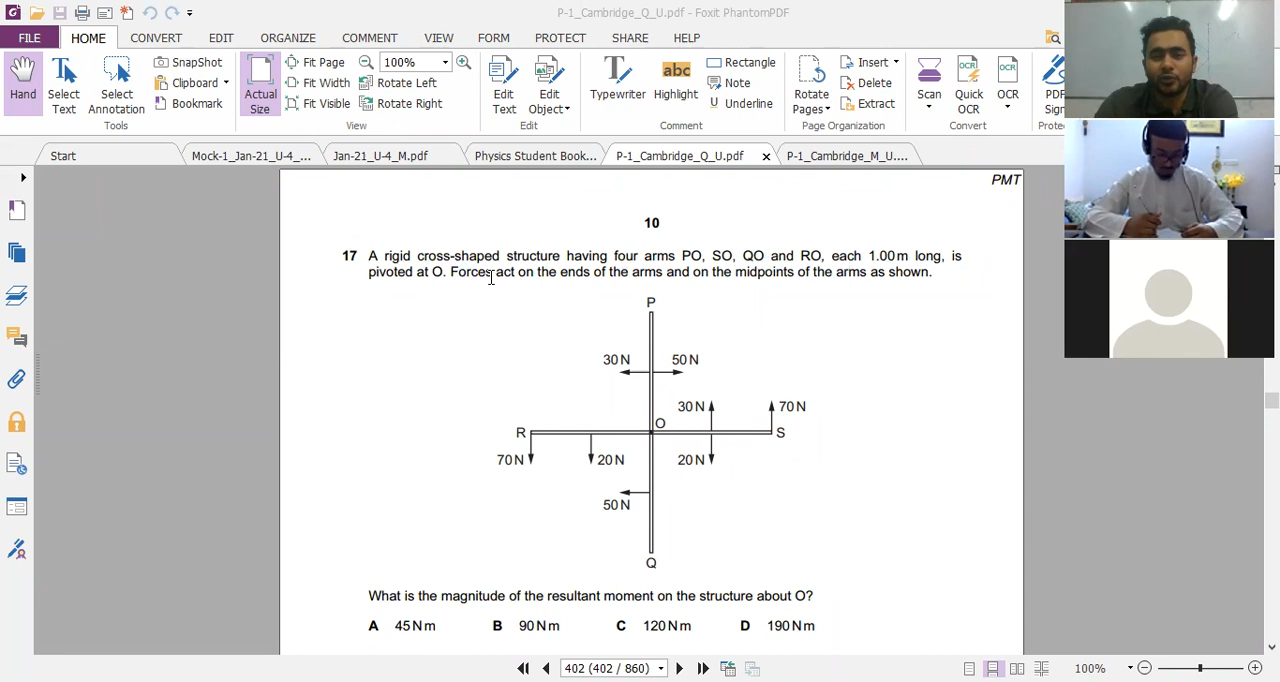 P-1_Cambridge_Q_U.pdf - Foxit PhantomPDF
FILE HOME CONVERT EDIT ORGANIZE COMMENT VIEW FORM PROTECT SHARE HELP
Hand
Select Text
Select Annotation
SnapShot
Clipboard
Bookmark
Tools
Actual Size
Fit Page
Fit Width
Fit Visible
100%
Rotate Left
Rotate Right
View
Edit Text
Edit Object
Edit
Typewriter
abc
Highlight
Rectangle
Note
Underline
Comment
Rotate Pages
Insert
Delete
Extract
Page Organization
Scan
Quick OCR
OCR
Convert
PDF
Sign
Start
Mock-1_Jan-21_U-4_...
Jan-21_U-4_M.pdf
Physics Student Book...
P-1_Cambridge_Q_U.pdf
P-1_Cambridge_M_U....
PMT
10
17 A rigid cross-shaped structure having four arms PO, SO, QO and RO, each 1.00 m long, is
pivoted at O. Forces act on the ends of the arms and on the midpoints of the arms as shown.
P
30 N 50 N
30 N 70 N
O
R S
70 N 20 N 20 N
50 N
Q
What is the magnitude of the resultant moment on the structure about O?
A 45 N m B 90 N m C 120 N m D 190 N m
402 (402 / 860)
100%